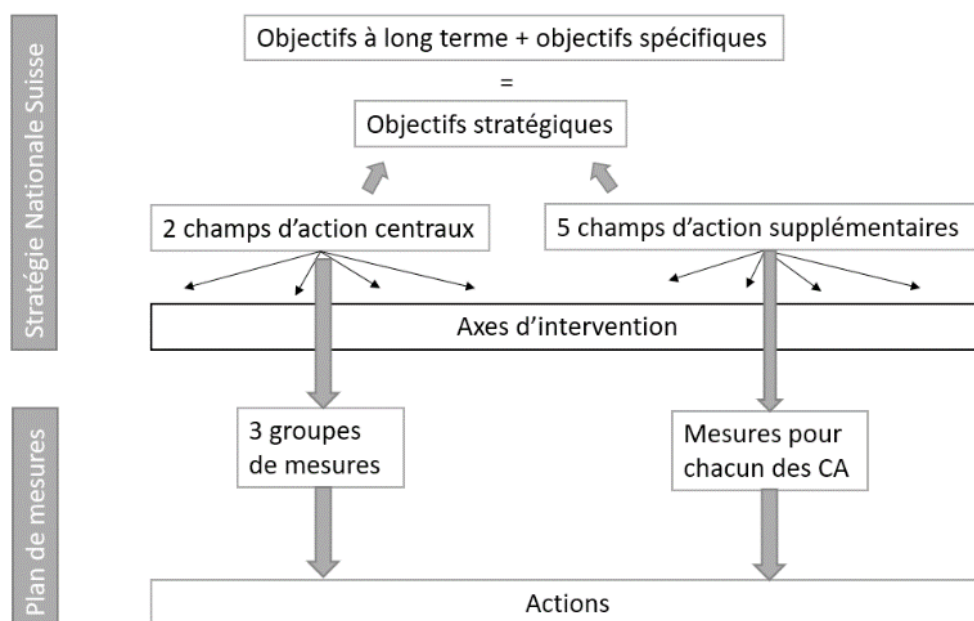 Stratégie Nationale Suisse
Objectifs à long terme + objectifs spécifiques
=
Objectifs stratégiques
2 champs d'action centraux
5 champs d'action supplémentaires
Axes d'intervention
Plan de mesures
3 groupes
de mesures
Mesures pour
chacun des CA
Actions